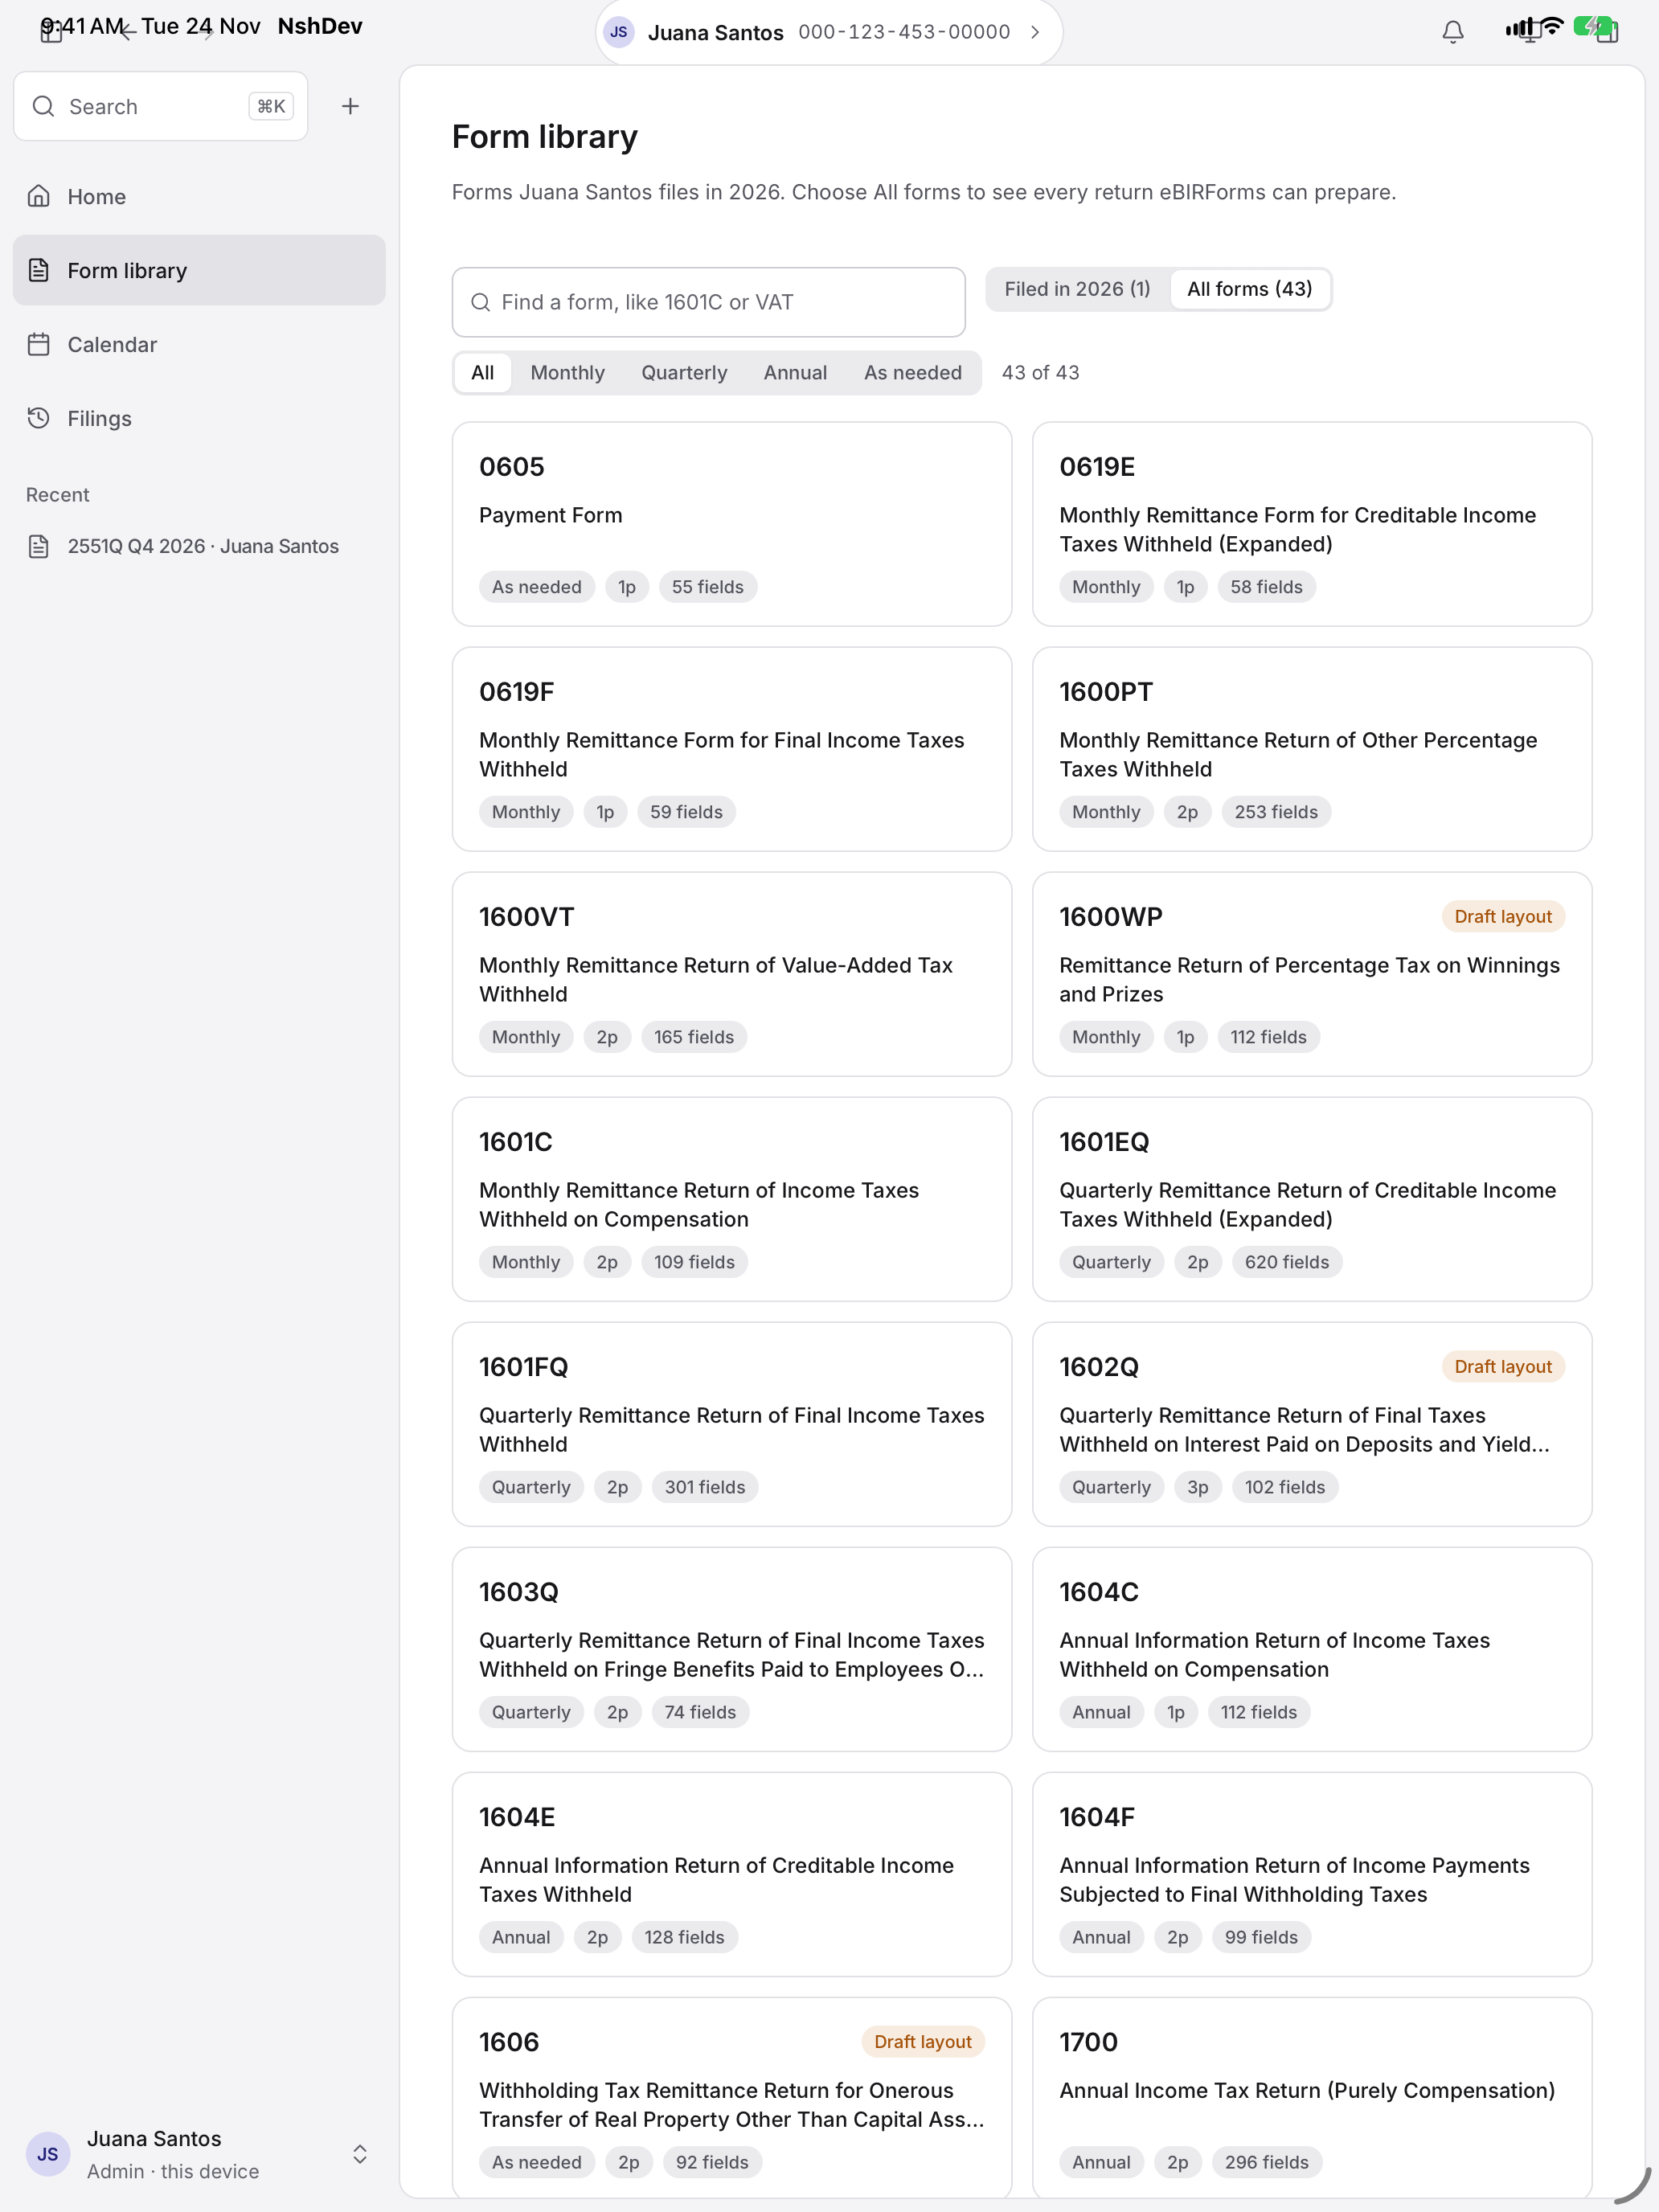 9:41 AM Tue 24 Nov NshDev
JS Juana Santos 000-123-453-00000
Search ⌘K
Home
Form library
Calendar
Filings
Recent
2551Q Q4 2026 · Juana Santos
Form library
Forms Juana Santos files in 2026. Choose All forms to see every return eBIRForms can prepare.
Find a form, like 1601C or VAT
Filed in 2026 (1) All forms (43)
All Monthly Quarterly Annual As needed 43 of 43
0605
Payment Form
As needed 1p 55 fields
0619E
Monthly Remittance Form for Creditable Income
Taxes Withheld (Expanded)
Monthly 1p 58 fields
0619F
Monthly Remittance Form for Final Income Taxes
Withheld
Monthly 1p 59 fields
1600PT
Monthly Remittance Return of Other Percentage
Taxes Withheld
Monthly 2p 253 fields
1600VT
Monthly Remittance Return of Value-Added Tax
Withheld
Monthly 2p 165 fields
1600WP Draft layout
Remittance Return of Percentage Tax on Winnings
and Prizes
Monthly 1p 112 fields
1601C
Monthly Remittance Return of Income Taxes
Withheld on Compensation
Monthly 2p 109 fields
1601EQ
Quarterly Remittance Return of Creditable Income
Taxes Withheld (Expanded)
Quarterly 2p 620 fields
1601FQ
Quarterly Remittance Return of Final Income Taxes
Withheld
Quarterly 2p 301 fields
1602Q Draft layout
Quarterly Remittance Return of Final Taxes
Withheld on Interest Paid on Deposits and Yield...
Quarterly 3p 102 fields
1603Q
Quarterly Remittance Return of Final Income Taxes
Withheld on Fringe Benefits Paid to Employees O...
Quarterly 2p 74 fields
1604C
Annual Information Return of Income Taxes
Withheld on Compensation
Annual 1p 112 fields
1604E
Annual Information Return of Creditable Income
Taxes Withheld
Annual 2p 128 fields
1604F
Annual Information Return of Income Payments
Subjected to Final Withholding Taxes
Annual 2p 99 fields
1606 Draft layout
Withholding Tax Remittance Return for Onerous
Transfer of Real Property Other Than Capital Ass...
As needed 2p 92 fields
1700
Annual Income Tax Return (Purely Compensation)
Annual 2p 296 fields
JS Juana Santos
Admin · this device